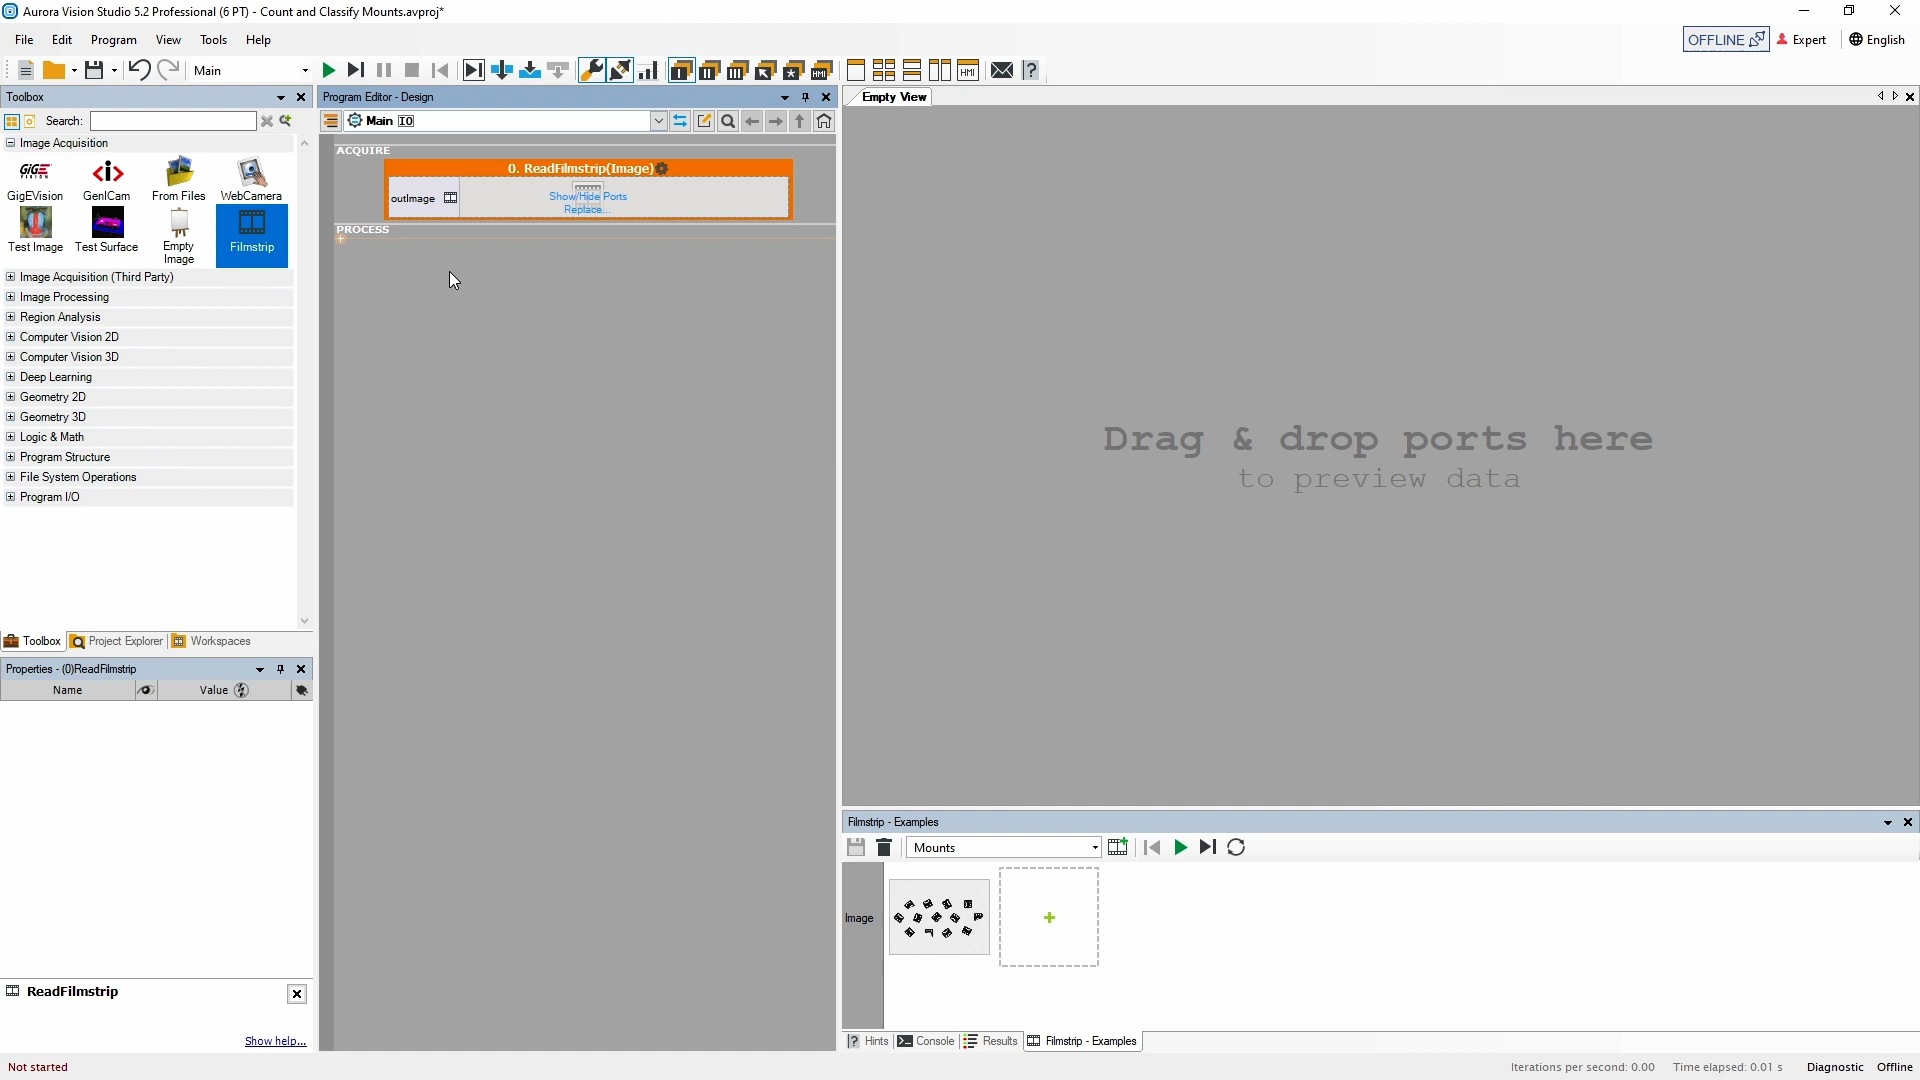 Aurora Vision Studio 5.2 Professional (6 PT) - Count and Classify Mounts.avproj*
File Edit Program View Tools Help
OFFLINE Expert English
Main
HMI HMI
Toolbox
Search:
Image Acquisition
GigEVision GenICam From Files WebCamera
Test Image Test Surface Empty Image Filmstrip
Image Acquisition (Third Party)
Image Processing
Region Analysis
Computer Vision 2D
Computer Vision 3D
Deep Learning
Geometry 2D
Geometry 3D
Logic & Math
Program Structure
File System Operations
Program I/O
Toolbox Project Explorer Workspaces
Properties - (0)ReadFilmstrip
Name Value
ReadFilmstrip
Show help...
Program Editor - Design
Main IO
ACQUIRE
0. ReadFilmstrip(Image)
outImage Show/Hide Ports
Replace...
PROCESS
Empty View
Drag & drop ports here
to preview data
Filmstrip - Examples
Mounts
Image
Hints Console Results Filmstrip - Examples
Not started
Iterations per second: 0.00 Time elapsed: 0.01 s Diagnostic Offline